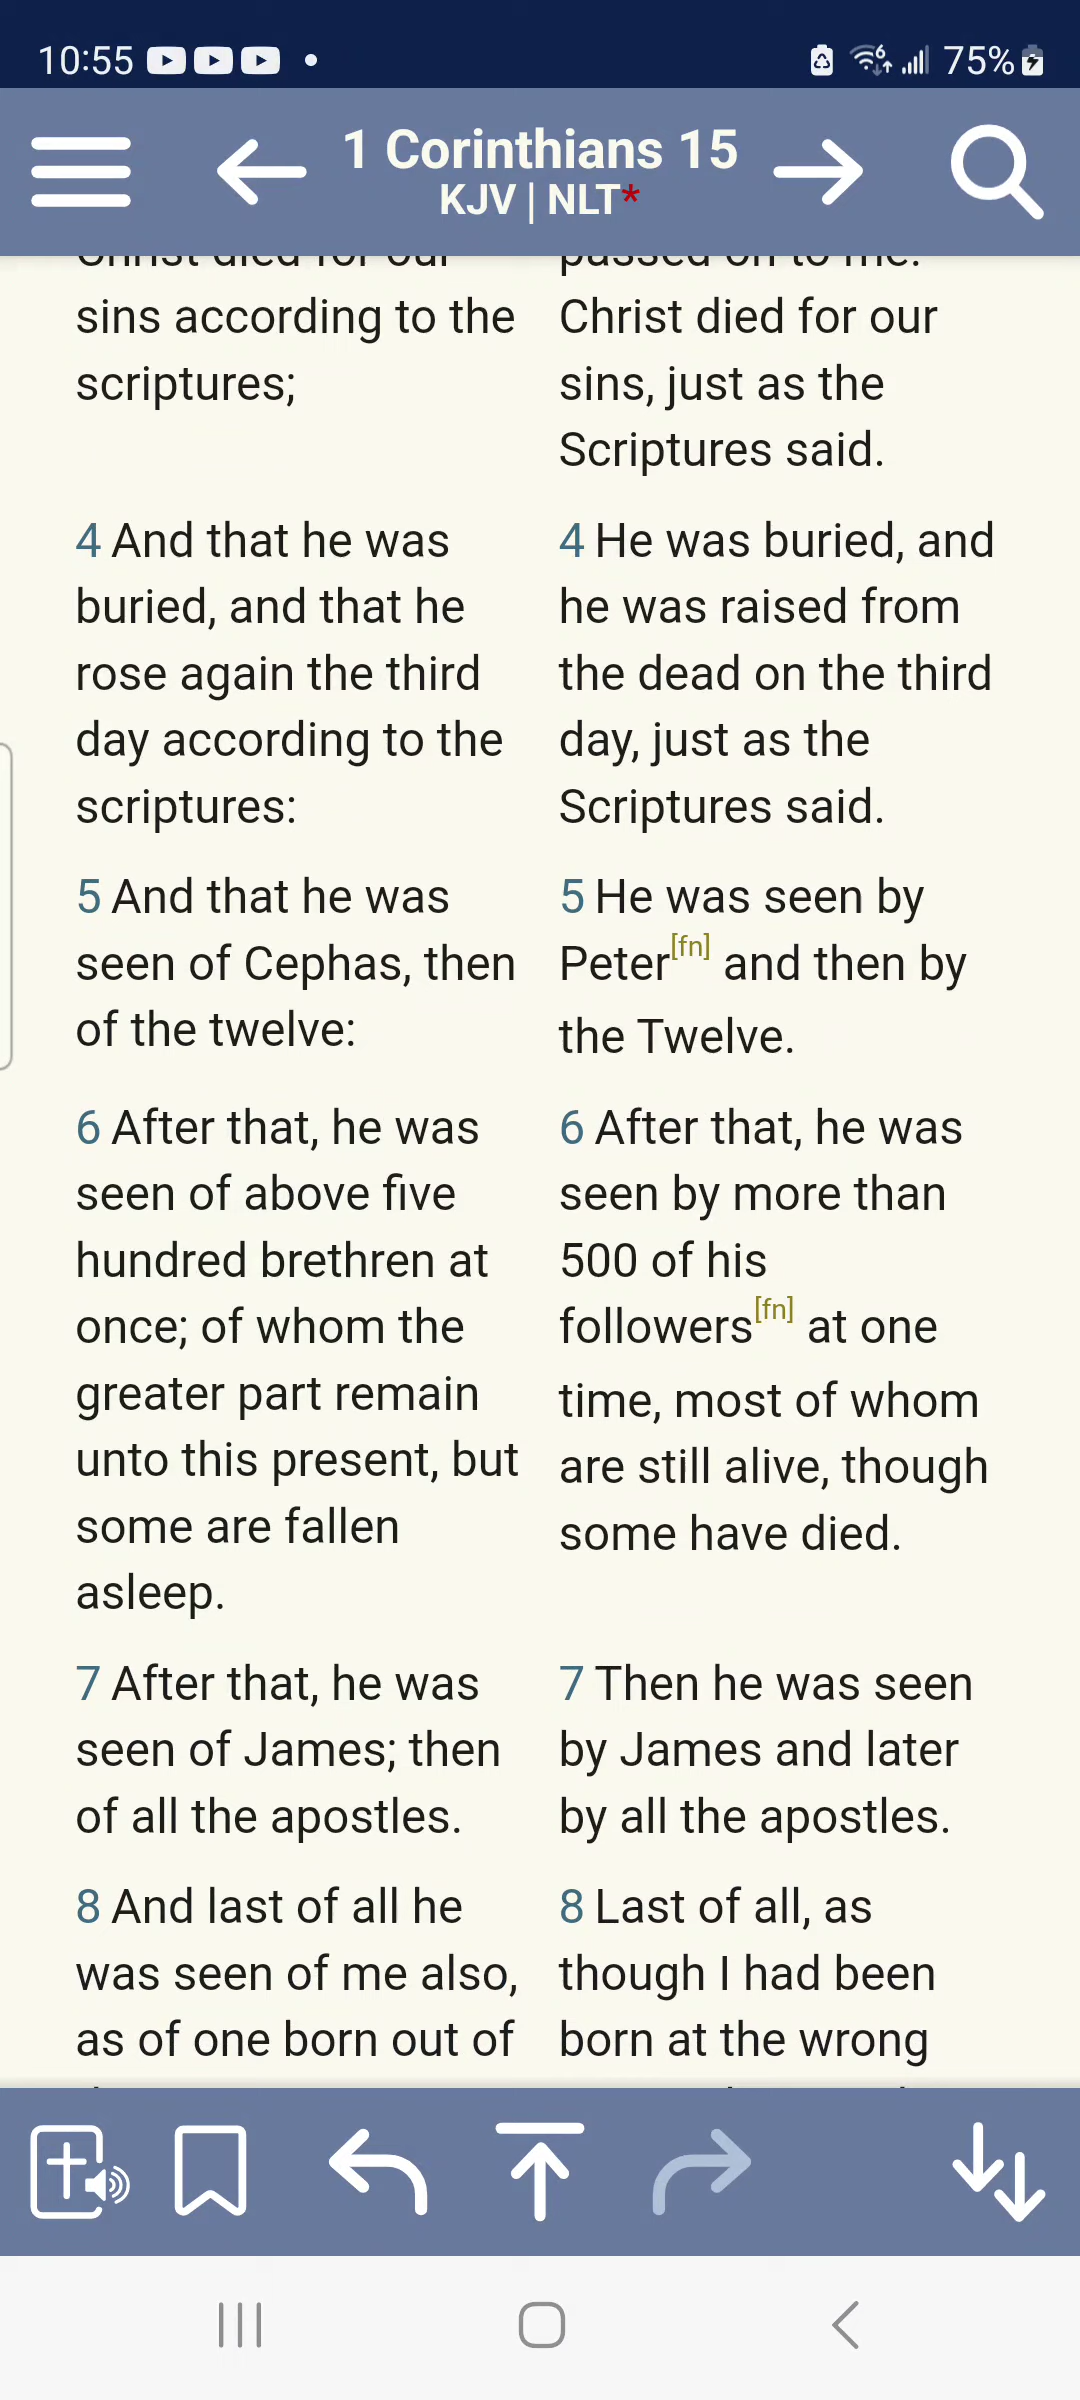 10:55
6
75%
1 Corinthians 15
KJV | NLT*
Christ died for our
sins according to the
scriptures;
4 And that he was
buried, and that he
rose again the third
day according to the
scriptures:
5 And that he was
seen of Cephas, then
of the twelve:
6 After that, he was
seen of above five
hundred brethren at
once; of whom the
greater part remain
unto this present, but
some are fallen
asleep.
7 After that, he was
seen of James; then
of all the apostles.
8 And last of all he
was seen of me also,
as of one born out of
passed on to me.
Christ died for our
sins, just as the
Scriptures said.
4 He was buried, and
he was raised from
the dead on the third
day, just as the
Scriptures said.
5 He was seen by
Peter[fn] and then by
the Twelve.
6 After that, he was
seen by more than
500 of his
followers[fn] at one
time, most of whom
are still alive, though
some have died.
7 Then he was seen
by James and later
by all the apostles.
8 Last of all, as
though I had been
born at the wrong